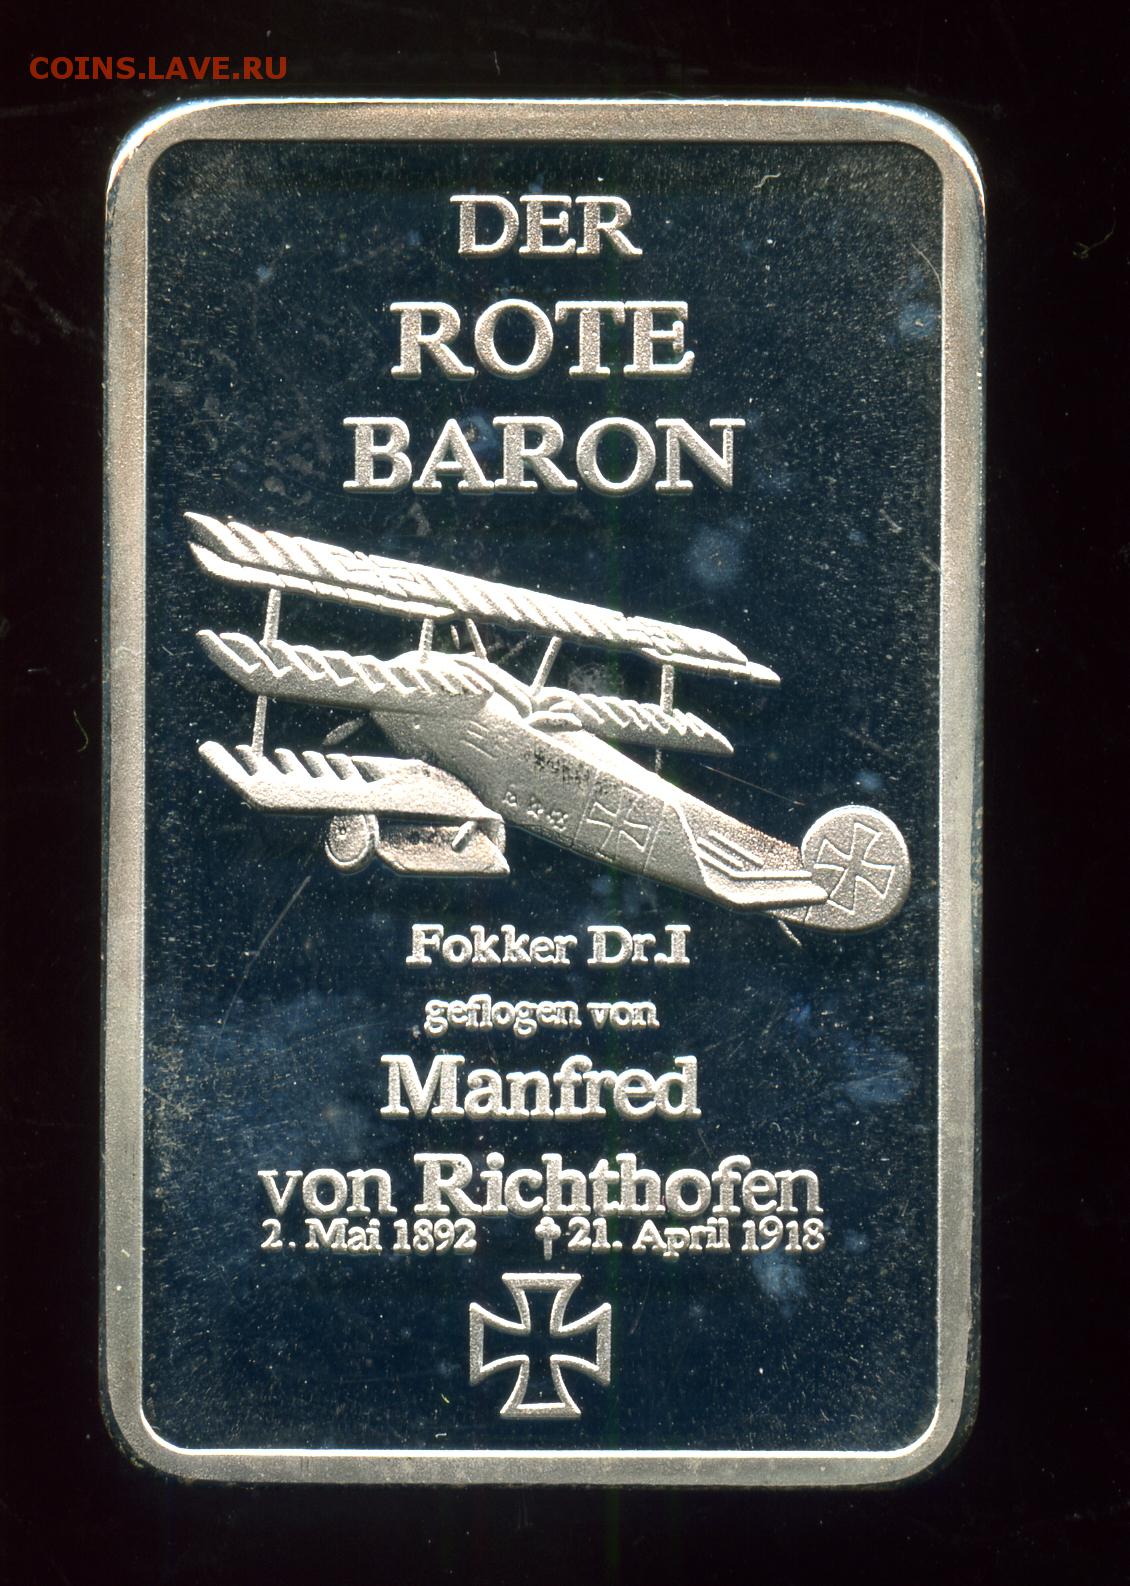 COINS.LAVE.RU
DER
ROTE
BARON
Fokker Dr.I
geflogen von
Manfred
von Richthofen
2. Mai 1892 †21. April 1918